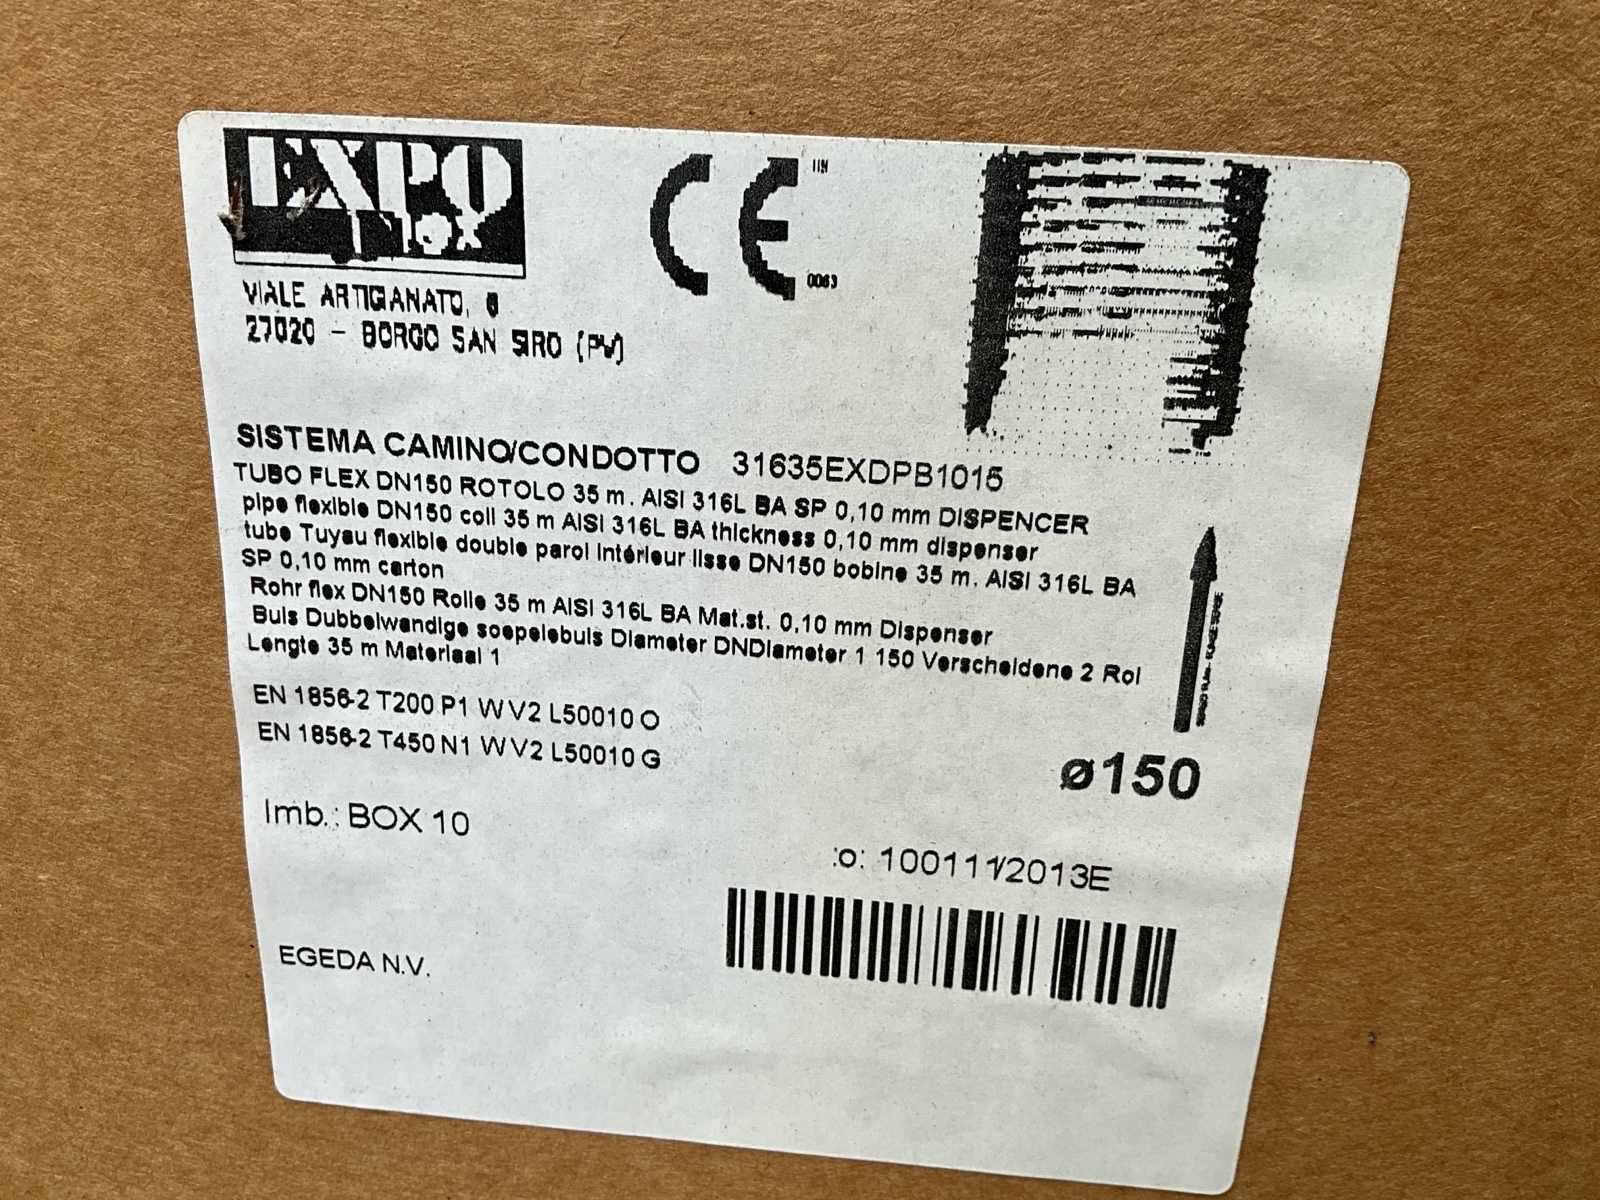 EXPO
Flex
CE
0063
VIALE ARTIGIANATO, 6
27020 - BORGO SAN SIRO (PV)
SISTEMA CAMINO/CONDOTTO 31635EXDPB1015
TUBO FLEX DN150 ROTOLO 35 m. AISI 316L BA SP 0,10 mm DISPENCER
pipe flexible DN150 coil 35 m AISI 316L BA thickness 0,10 mm dispenser
tube Tuyau flexible double paroi intérieur lisse DN150 bobine 35 m. AISI 316L BA
SP 0,10 mm carton
Rohr flex DN150 Rolle 35 m AISI 316L BA Mat.st. 0,10 mm Dispenser
Buis Dubbelwandige soepelebuis Diameter DNDiameter 1 150 Verscheidene 2 Rol
Lengte 35 m Materiaal 1
EN 1856-2 T200 P1 W V2 L50010 O
EN 1856-2 T450 N1 W V2 L50010 G
ø150
Imb.: BOX 10
:o: 100111/2013E
EGEDA N.V.